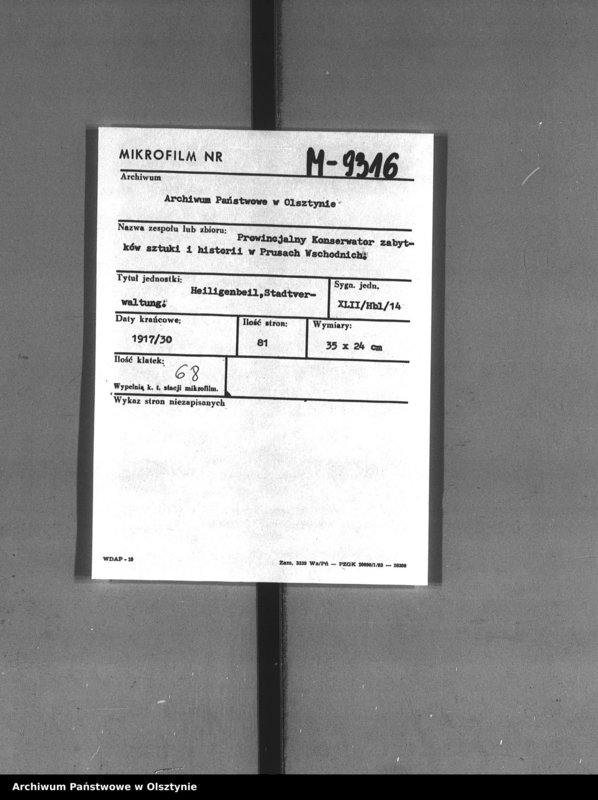 MIKROFILM NR M-9316
Archiwum
Archiwum Państwowe w Olsztynie
Nazwa zespołu lub zbioru: Prowincjalny Konserwator zabyt-
ków sztuki i historii w Prusach Wschodnich.
Tytuł jednostki: Heiligenbeil,Stadtver-
waltung.
Sygn. jedn.
XLII/Hbl/14
Daty krańcowe:
1917/30
Ilość stron:
81
Wymiary:
35 x 24 cm
Ilość klatek:
68
Wypełnia k. t. stacji mikrofilm.
Wykaz stron niezapisanych
WDAP - 10
Archiwum Państwowe w Olsztynie